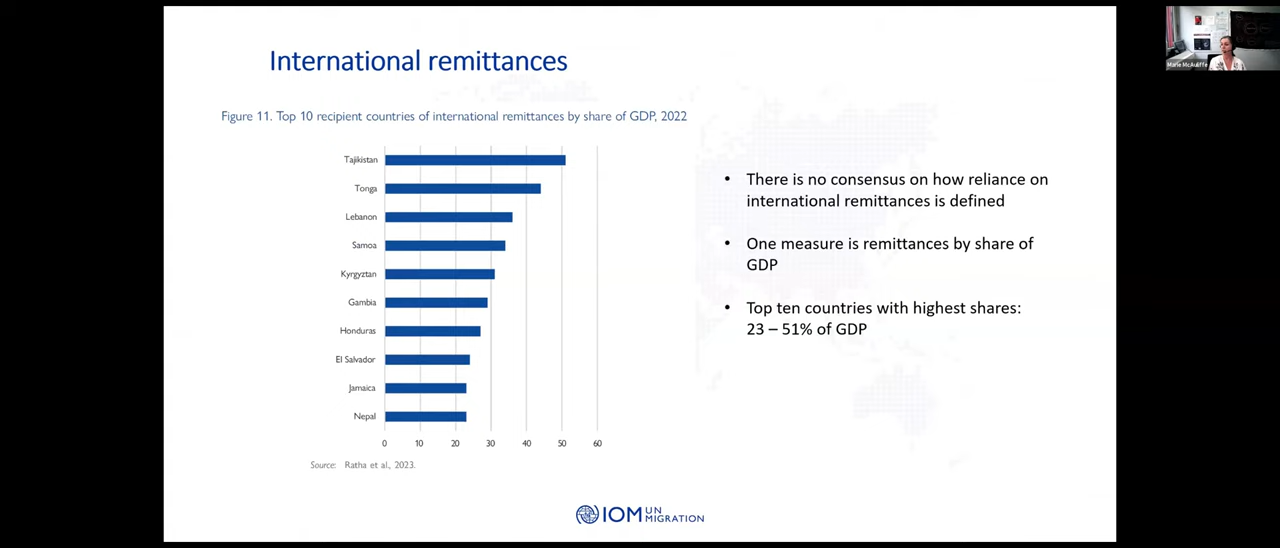 International remittances
Figure 11. Top 10 recipient countries of international remittances by share of GDP, 2022
Tajikistan
Tonga
Lebanon
Samoa
Kyrgyztan
Gambia
Honduras
El Salvador
Jamaica
Nepal
0 10 20 30 40 50 60
Source: Ratha et al., 2023.
• There is no consensus on how reliance on
international remittances is defined
• One measure is remittances by share of
GDP
• Top ten countries with highest shares:
23 – 51% of GDP
IOM UN
MIGRATION
Marie McAuliffe